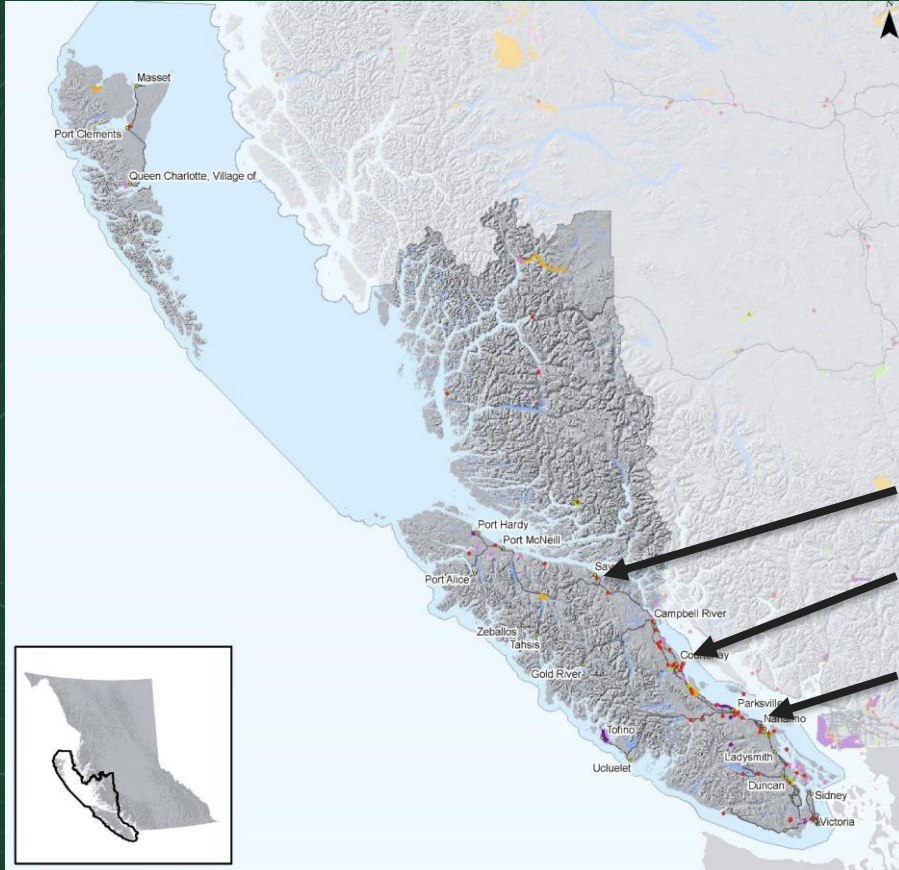 N
Masset
Port Clements
Queen Charlotte, Village of
Port Hardy
Port McNeill
Port Alice
Campbell River
Zeballos
Tahsis
Gold River
Parksville
Tofino
Ladysmith
Ucluelet
Duncan
Sidney
Victoria